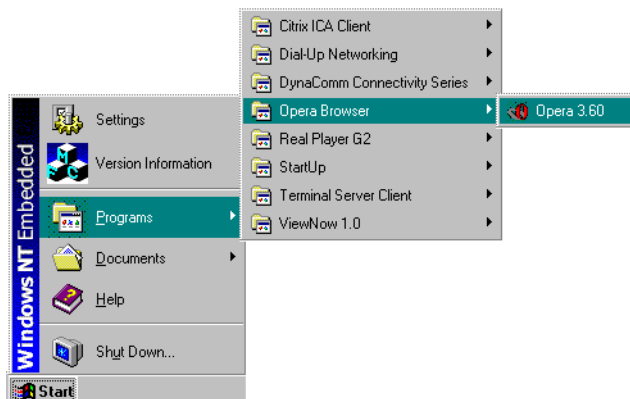 Citrix ICA Client
Dial-Up Networking
DynaComm Connectivity Series
Opera Browser
Opera 3.60
Real Player G2
StartUp
Terminal Server Client
ViewNow 1.0
Settings
Version Information
Programs
Documents
Help
Shut Down...
Windows NT Embedded
Start